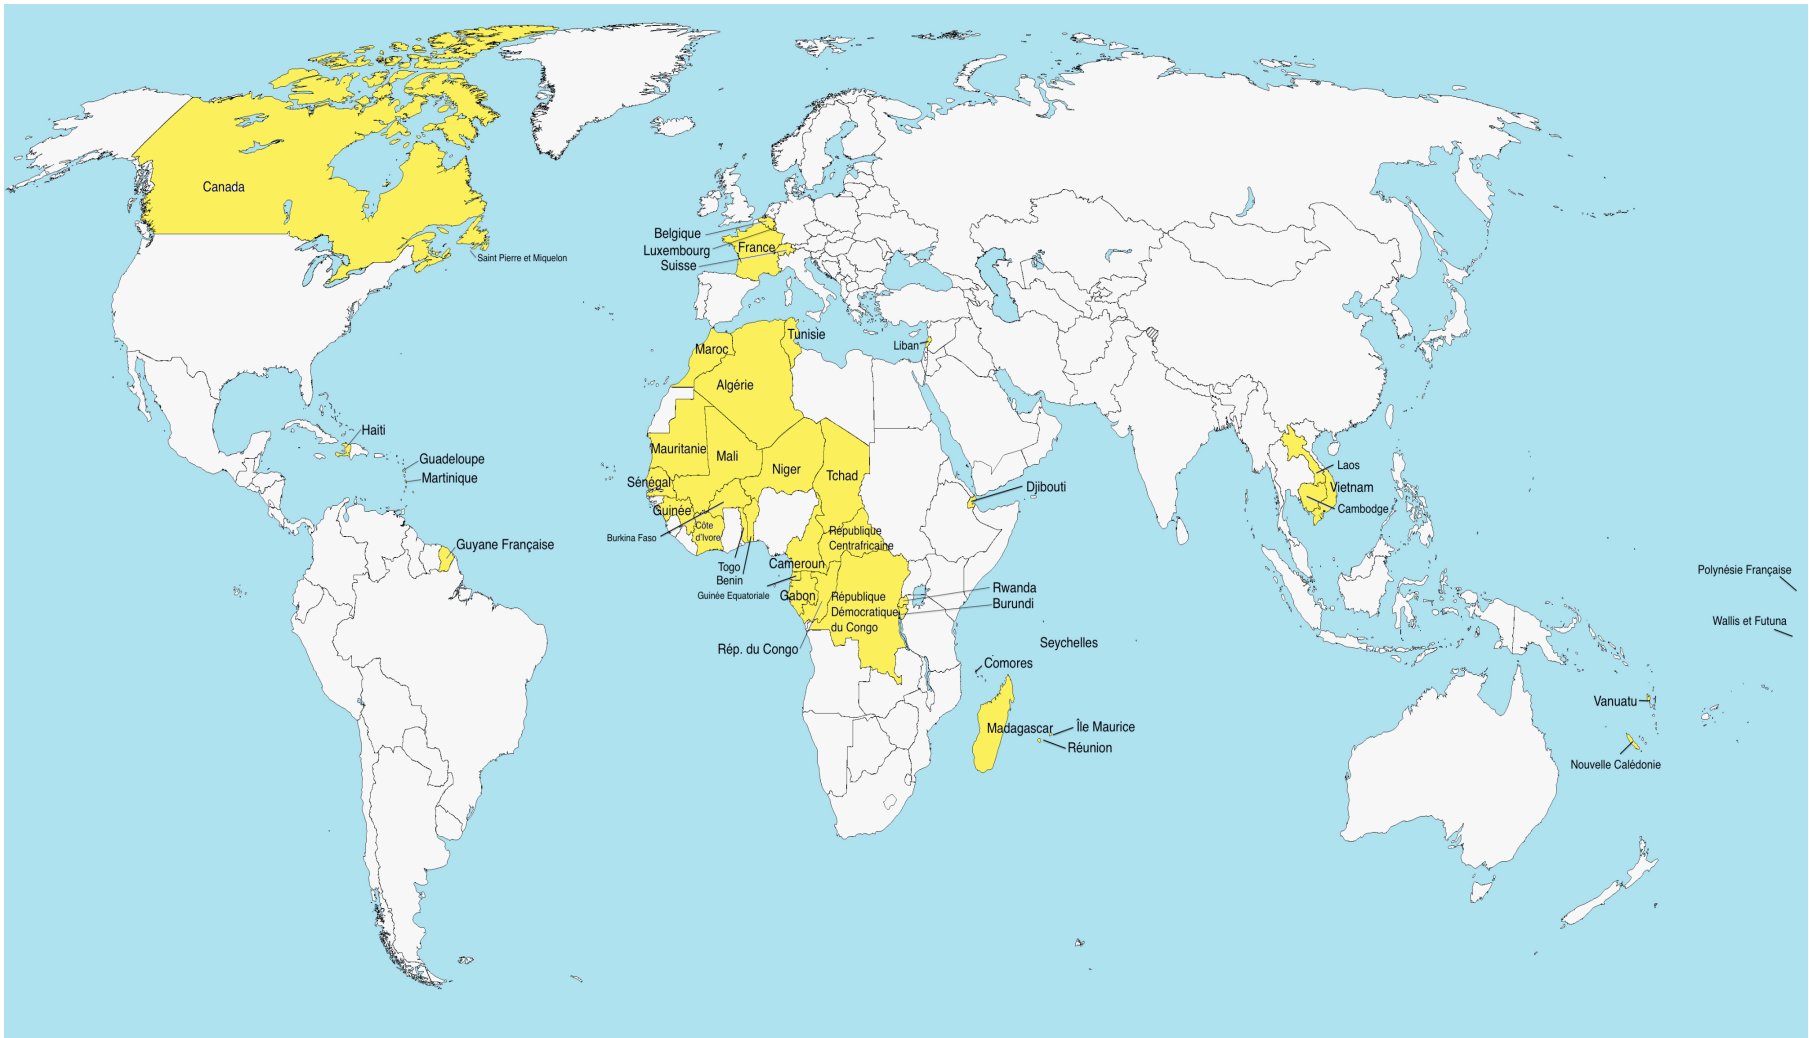 Canada
Saint Pierre et Miquelon
Belgique
Luxembourg
France
Suisse
Tunisie
Maroc
Liban
Algérie
Haiti
Guadeloupe
Martinique
Mauritanie
Mali
Niger
Tchad
Sénégal
Guinée
Côte
d'Ivore
Burkina Faso
Togo
Benin
Djibouti
Laos
Vietnam
Cambodge
Guyane Française
République
Centrafricaine
Cameroun
Guinée Equatoriale
Gabon
République
Démocratique
du Congo
Rwanda
Burundi
Rép. du Congo
Seychelles
Comores
Madagascar
Île Maurice
Réunion
Polynésie Française
Wallis et Futuna
Vanuatu
Nouvelle Calédonie